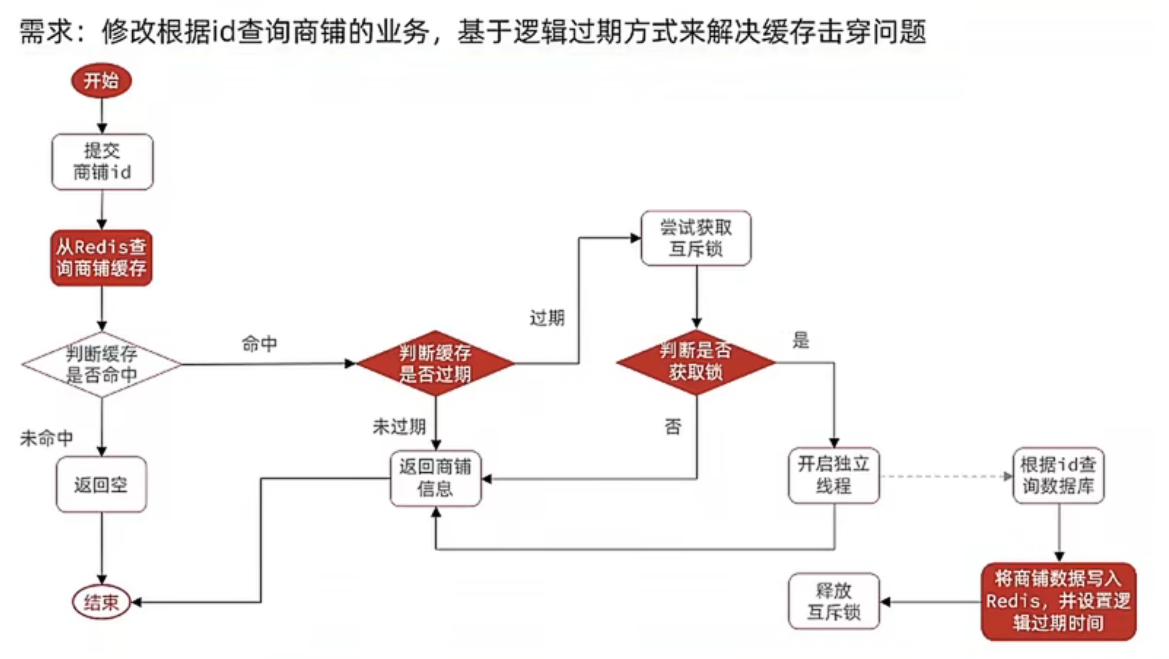 需求：修改根据id查询商铺的业务，基于逻辑过期方式来解决缓存击穿问题
开始
提交
商铺id
从Redis查
询商铺缓存
判断缓存
是否命中
命中
未命中
返回空
结束
判断缓存
是否过期
过期
未过期
返回商铺
信息
尝试获取
互斥锁
判断是否
获取锁
是
否
开启独立
线程
根据id查
询数据库
将商铺数据写入
Redis，并设置逻
辑过期时间
释放
互斥锁